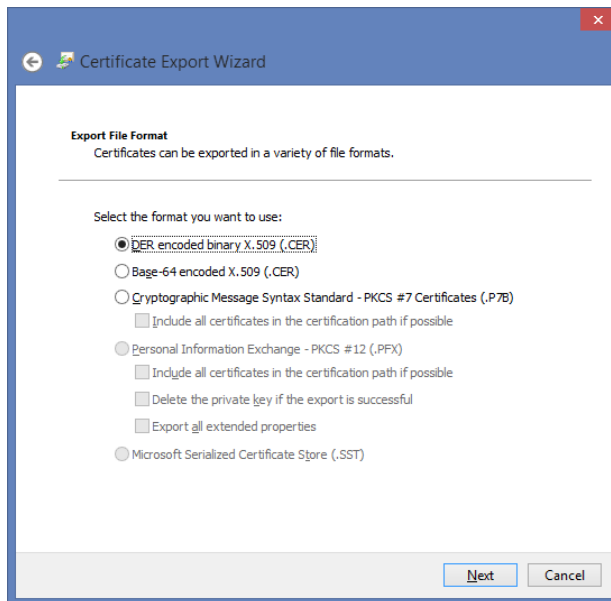 Certificate Export Wizard
Export File Format
Certificates can be exported in a variety of file formats.
Select the format you want to use:
DER encoded binary X.509 (.CER)
Base-64 encoded X.509 (.CER)
Cryptographic Message Syntax Standard - PKCS #7 Certificates (.P7B)
Include all certificates in the certification path if possible
Personal Information Exchange - PKCS #12 (.PFX)
Include all certificates in the certification path if possible
Delete the private key if the export is successful
Export all extended properties
Microsoft Serialized Certificate Store (.SST)
Next Cancel